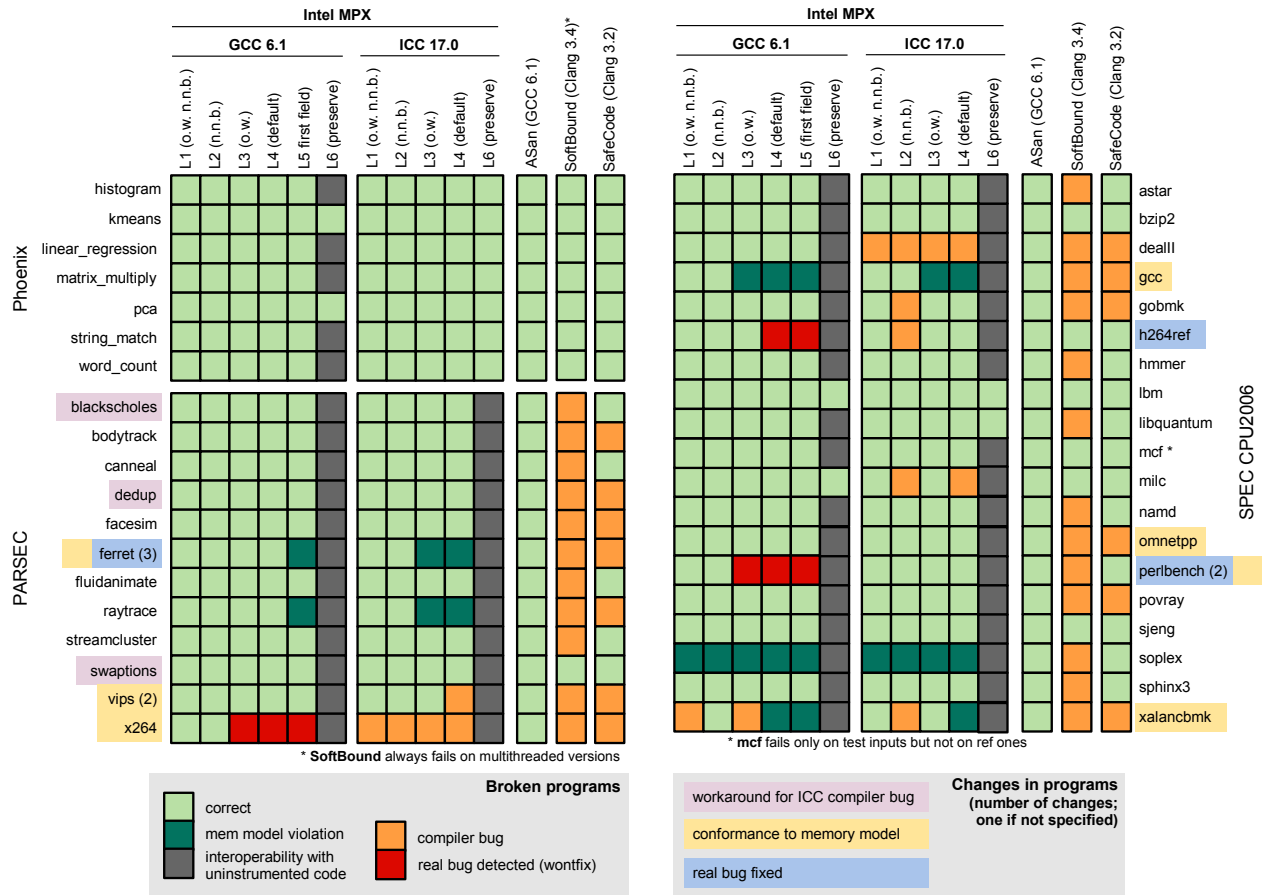 Intel MPX
GCC 6.1
ICC 17.0
L1 (o.w. n.n.b.)
L2 (n.n.b.)
L3 (o.w.)
L4 (default)
L5 first field)
L6 (preserve)
L1 (o.w. n.n.b.)
L2 (n.n.b.)
L3 (o.w.)
L4 (default)
L6 (preserve)
ASan (GCC 6.1)
SoftBound (Clang 3.4)*
SafeCode (Clang 3.2)
Phoenix
histogram
kmeans
linear_regression
matrix_multiply
pca
string_match
word_count
PARSEC
blackscholes
bodytrack
canneal
dedup
facesim
ferret (3)
fluidanimate
raytrace
streamcluster
swaptions
vips (2)
x264
* SoftBound always fails on multithreaded versions
Intel MPX
GCC 6.1
ICC 17.0
L1 (o.w. n.n.b.)
L2 (n.n.b.)
L3 (o.w.)
L4 (default)
L5 (first field)
L6 (preserve)
L1 (o.w. n.n.b.)
L2 (n.n.b.)
L3 (o.w.)
L4 (default)
L6 (preserve)
ASan (GCC 6.1)
SoftBound (Clang 3.4)
SafeCode (Clang 3.2)
astar
bzip2
dealII
gcc
gobmk
h264ref
hmmer
lbm
libquantum
mcf *
milc
namd
omnetpp
perlbench (2)
povray
sjeng
soplex
sphinx3
xalancbmk
SPEC CPU2006
* mcf fails only on test inputs but not on ref ones
Broken programs
correct
mem model violation
interoperability with
uninstrumented code
compiler bug
real bug detected (wontfix)
Changes in programs
(number of changes;
one if not specified)
workaround for ICC compiler bug
conformance to memory model
real bug fixed